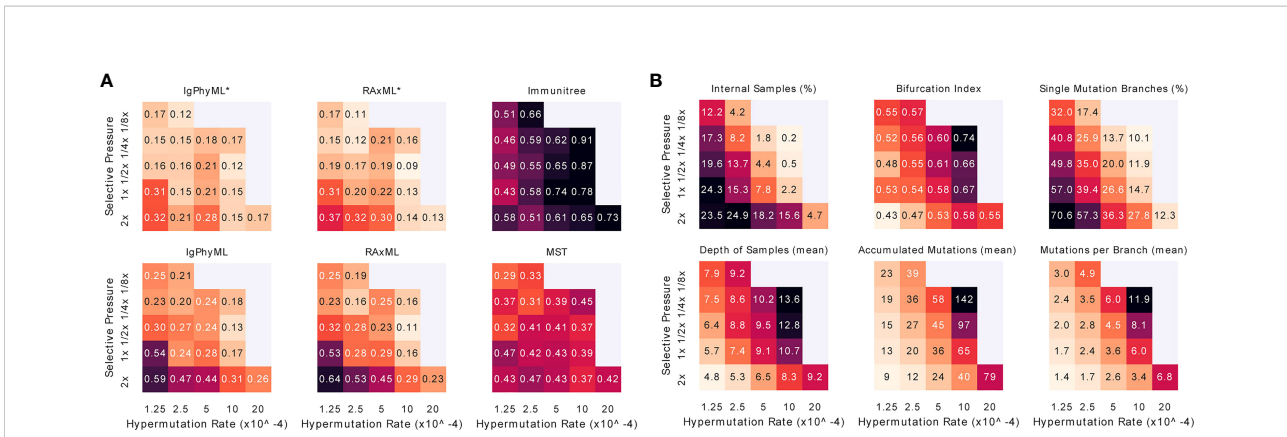 A
IgPhyML*
RAxML*
Immunitree
Selective Pressure
1/8x
1/4x
1/2x
1x
2x
0.17 0.12
0.15 0.15 0.18 0.17
0.16 0.16 0.21 0.12
0.31 0.15 0.21 0.15
0.32 0.21 0.28 0.15 0.17
0.17 0.11
0.15 0.12 0.21 0.16
0.19 0.17 0.19 0.09
0.31 0.20 0.22 0.13
0.37 0.32 0.30 0.14 0.13
0.51 0.66
0.46 0.59 0.62 0.91
0.49 0.55 0.65 0.87
0.43 0.58 0.74 0.78
0.58 0.51 0.61 0.65 0.73
IgPhyML
RAxML
MST
Selective Pressure
1/8x
1/4x
1/2x
1x
2x
0.25 0.21
0.23 0.20 0.24 0.18
0.30 0.27 0.24 0.13
0.54 0.24 0.28 0.17
0.59 0.47 0.44 0.31 0.26
0.25 0.19
0.23 0.16 0.25 0.16
0.32 0.28 0.23 0.11
0.53 0.28 0.29 0.16
0.64 0.53 0.45 0.29 0.23
0.29 0.33
0.37 0.31 0.39 0.45
0.32 0.41 0.41 0.37
0.47 0.42 0.43 0.39
0.43 0.47 0.43 0.37 0.42
1.25 2.5 5 10 20
Hypermutation Rate (x10^ -4)
1.25 2.5 5 10 20
Hypermutation Rate (x10^ -4)
1.25 2.5 5 10 20
Hypermutation Rate (x10^ -4)
B
Internal Samples (%)
Bifurcation Index
Single Mutation Branches (%)
Selective Pressure
1/8x
1/4x
1/2x
1x
2x
12.2 4.2
17.3 8.2 1.8 0.2
19.6 13.7 4.4 0.5
24.3 15.3 7.8 2.2
23.5 24.9 18.2 15.6 4.7
0.55 0.57
0.52 0.56 0.60 0.74
0.48 0.55 0.61 0.66
0.53 0.54 0.58 0.67
0.43 0.47 0.53 0.58 0.55
32.0 17.4
40.8 25.9 13.7 10.1
49.8 35.0 20.0 11.9
57.0 39.4 26.6 14.7
70.6 57.3 36.3 27.8 12.3
Depth of Samples (mean)
Accumulated Mutations (mean)
Mutations per Branch (mean)
Selective Pressure
1/8x
1/4x
1/2x
1x
2x
7.9 9.2
7.5 8.6 10.2 13.6
6.4 8.8 9.5 12.8
5.7 7.4 9.1 10.7
4.8 5.3 6.5 8.3 9.2
23 39
19 36 58 142
15 27 45 97
13 20 36 65
9 12 24 40 79
3.0 4.9
2.4 3.5 6.0 11.9
2.0 2.8 4.5 8.1
1.7 2.4 3.6 6.0
1.4 1.7 2.6 3.4 6.8
1.25 2.5 5 10 20
Hypermutation Rate (x10^ -4)
1.25 2.5 5 10 20
Hypermutation Rate (x10^ -4)
1.25 2.5 5 10 20
Hypermutation Rate (x10^ -4)